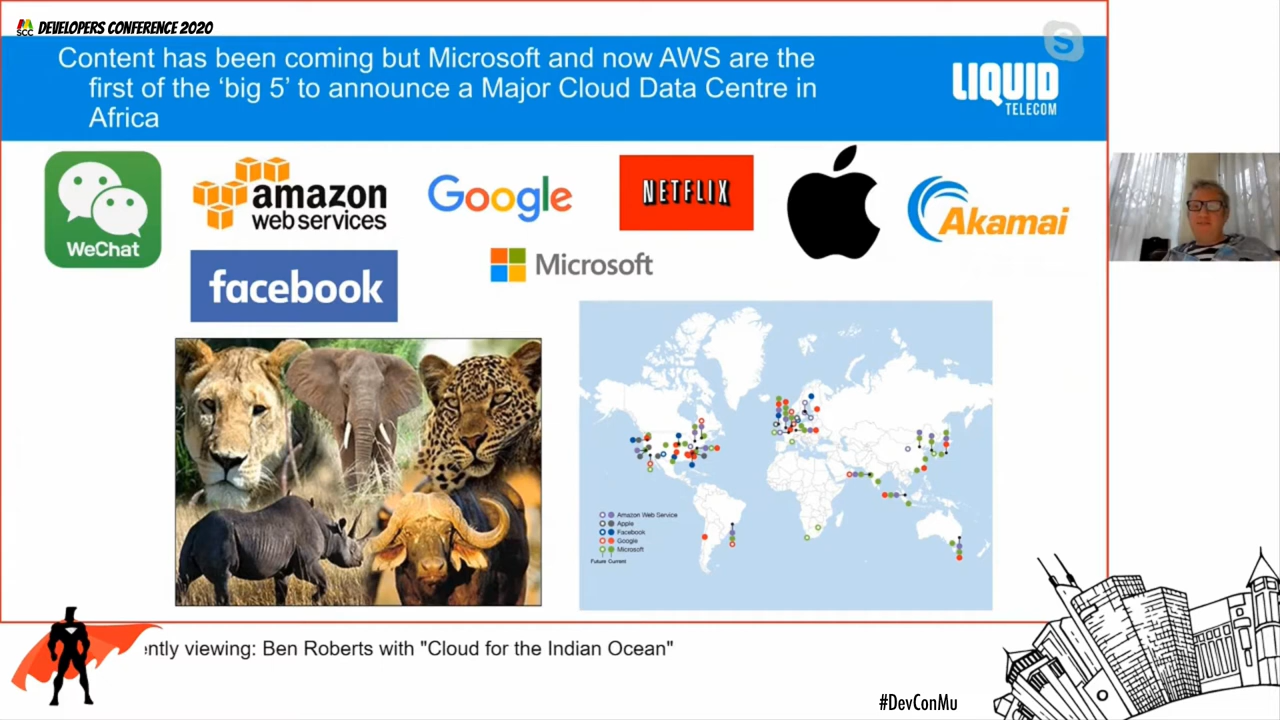 SCC
DEVELOPERS CONFERENCE 2020
Content has been coming but Microsoft and now AWS are the
first of the ‘big 5’ to announce a Major Cloud Data Centre in
Africa
S
LIQUID
TELECOM
WeChat
amazon
web services
Google
NETFLIX
Akamai
facebook
Microsoft
Amazon Web Service
Apple
Facebook
Google
Microsoft
Future Current
ently viewing: Ben Roberts with "Cloud for the Indian Ocean"
#DevConMu